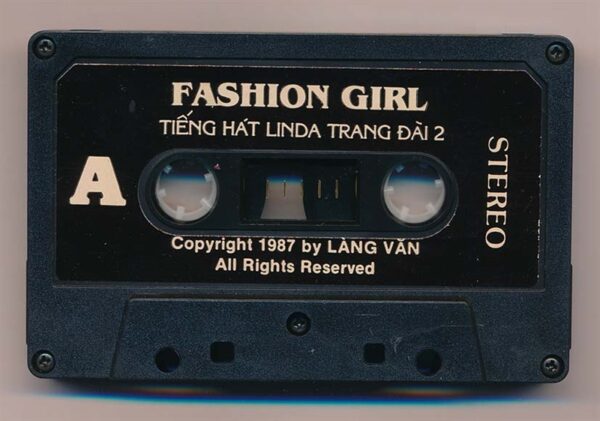 FASHION GIRL
TIẾNG HÁT LINDA TRANG ĐÀI 2
A
STEREO
Copyright 1987 by LÀNG VĂN
All Rights Reserved